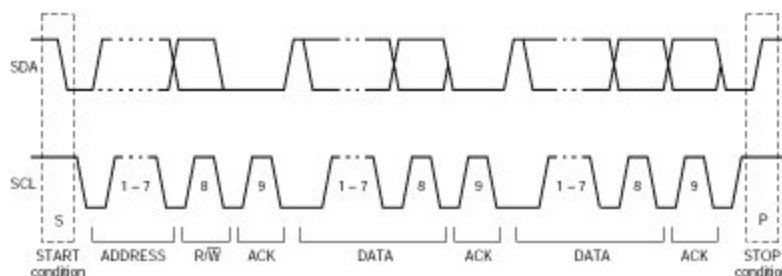 SDA
SCL
1 – 7
8
9
1 – 7
8
9
1 – 7
8
9
S
P
START
condition
ADDRESS
R/W̅
ACK
DATA
ACK
DATA
ACK
STOP
condition